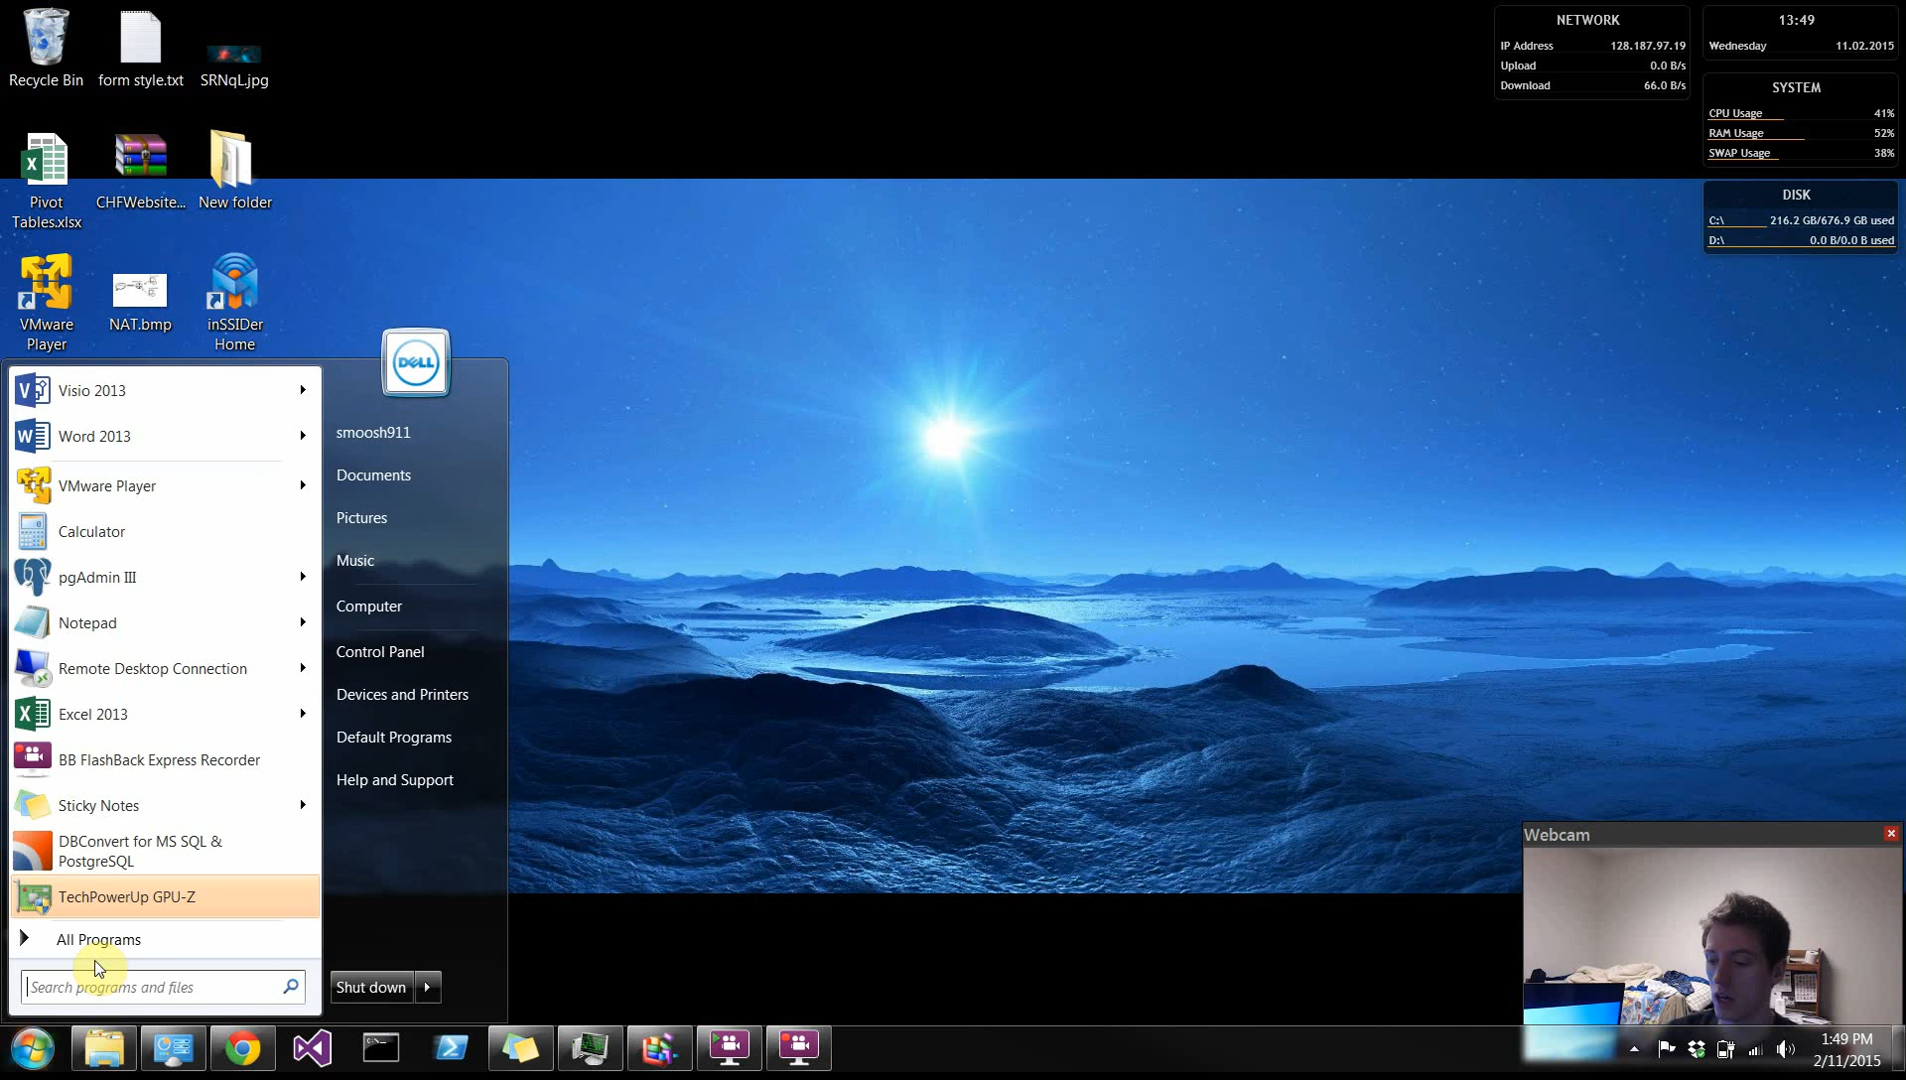 Recycle Bin
form style.txt
SRNqL.jpg
Pivot
Tables.xlsx
CHFWebsite...
New folder
VMware
Player
NAT.bmp
inSSIDer
Home
NETWORK
IP Address 128.187.97.19
Upload 0.0 B/s
Download 66.0 B/s
13:49
Wednesday 11.02.2015
SYSTEM
CPU Usage 41%
RAM Usage 52%
SWAP Usage 38%
DISK
C:\ 216.2 GB/676.9 GB used
D:\ 0.0 B/0.0 B used
Visio 2013
Word 2013
VMware Player
Calculator
pgAdmin III
Notepad
Remote Desktop Connection
Excel 2013
BB FlashBack Express Recorder
Sticky Notes
DBConvert for MS SQL &
PostgreSQL
TechPowerUp GPU-Z
All Programs
Search programs and files
DELL
smoosh911
Documents
Pictures
Music
Computer
Control Panel
Devices and Printers
Default Programs
Help and Support
Shut down
Webcam
1:49 PM
2/11/2015